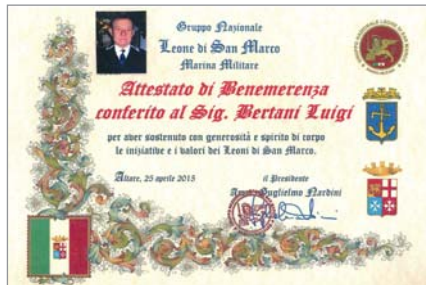 Gruppo Nazionale
Leone di San Marco
Marina Militare
Attestato di Benemerenza
conferito al Sig. Bertani Luigi
per aver sostenuto con generosità e spirito di corpo
le iniziative e i valori dei Leoni di San Marco.
Altare, 25 aprile 2015
il Presidente
Guglielmo Nardini